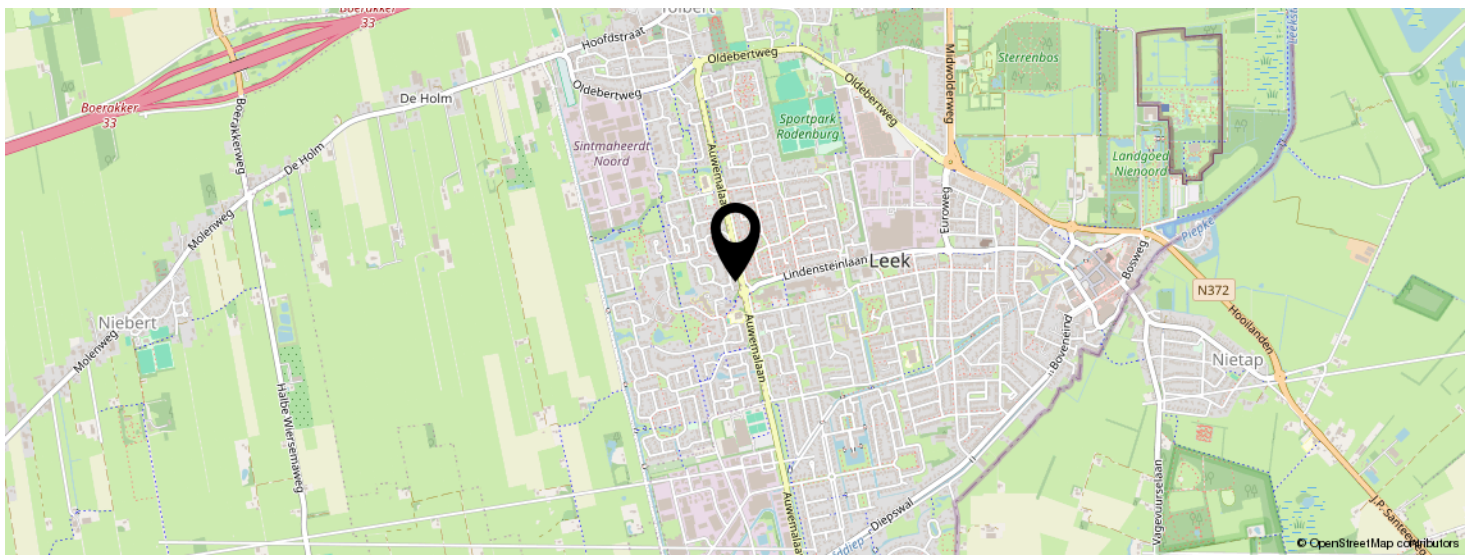 Boerakker
33
Tolbert
Hoofdstraat
Oldebertweg
Oldebertweg
Midwolderweg
Sterrenbos
Boerakker
33
Boerakkerweg
De Holm
Oldebertweg
Sportpark
Rodenburg
Sintmaheerdt
Noord
Auwemalaan
Landgoed
Nienoord
De Holm
Molenweg
Euroweg
Lindensteinlaan
Leek
Bosweg
N372
Hooilanden
Niebert
Molenweg
Auwemalaan
Boveneind
Nietap
Halbe Wiersemaweg
Vagevuurselaan
Auwemalaan
Diepswal
© OpenStreetMap contributors